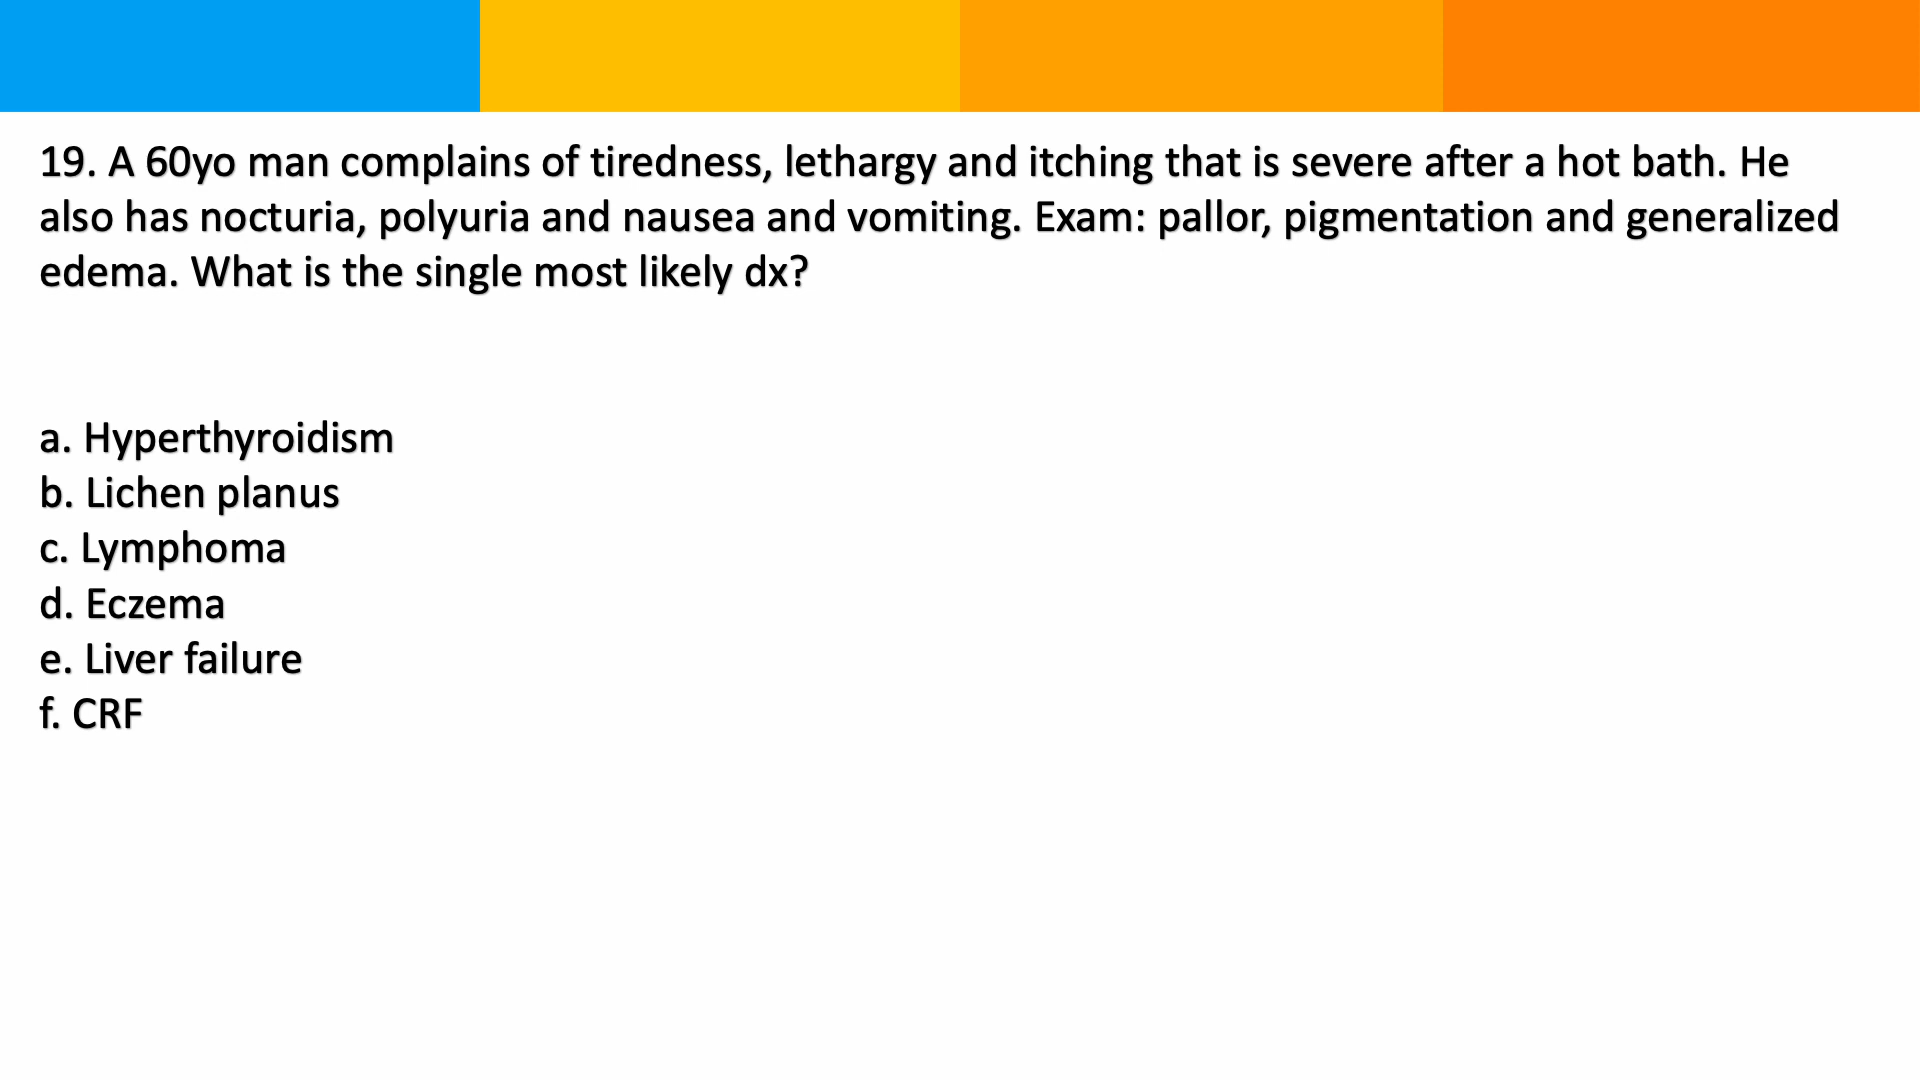 19. A 60yo man complains of tiredness, lethargy and itching that is severe after a hot bath. He
also has nocturia, polyuria and nausea and vomiting. Exam: pallor, pigmentation and generalized
edema. What is the single most likely dx?
a. Hyperthyroidism
b. Lichen planus
c. Lymphoma
d. Eczema
e. Liver failure
f. CRF